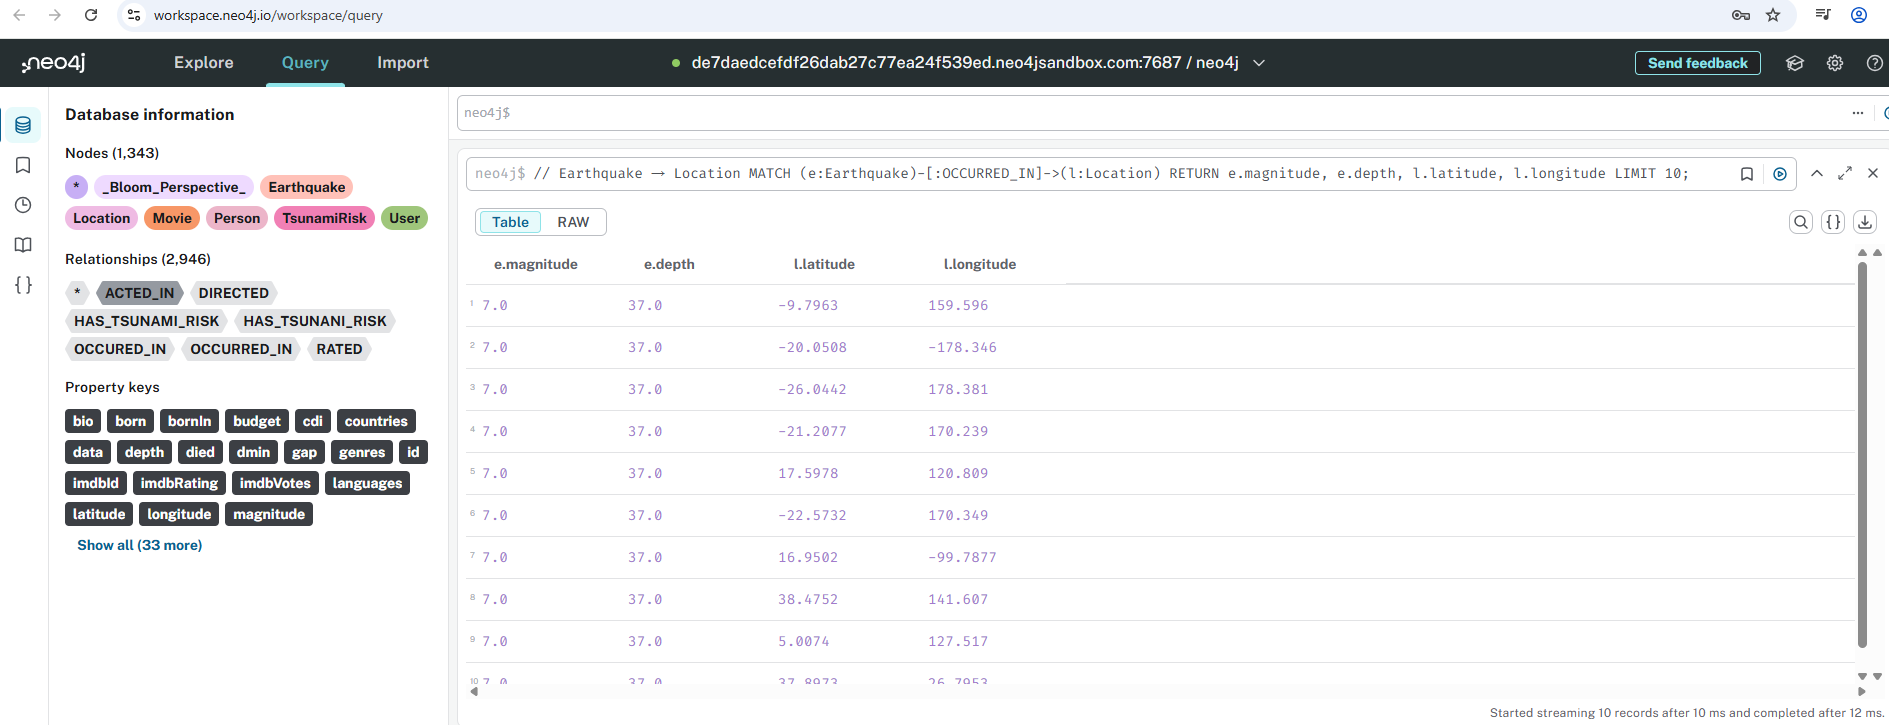 workspace.neo4j.io/workspace/query
neo4j
Explore
Query
Import
de7daedcefdf26dab27c77ea24f539ed.neo4jsandbox.com:7687 / neo4j
Send feedback
Database information
Nodes (1,343)
* _Bloom_Perspective_ Earthquake
Location Movie Person TsunamiRisk User
Relationships (2,946)
* ACTED_IN DIRECTED
HAS_TSUNAMI_RISK HAS_TSUNANI_RISK
OCCURED_IN OCCURRED_IN RATED
Property keys
bio born bornIn budget cdi countries
data depth died dmin gap genres id
imdbId imdbRating imdbVotes languages
latitude longitude magnitude
Show all (33 more)
neo4j$
neo4j$ // Earthquake → Location MATCH (e:Earthquake)-[:OCCURRED_IN]->(l:Location) RETURN e.magnitude, e.depth, l.latitude, l.longitude LIMIT 10;
Table RAW
e.magnitude e.depth l.latitude l.longitude
1 7.0 37.0 -9.7963 159.596
2 7.0 37.0 -20.0508 -178.346
3 7.0 37.0 -26.0442 178.381
4 7.0 37.0 -21.2077 170.239
5 7.0 37.0 17.5978 120.809
6 7.0 37.0 -22.5732 170.349
7 7.0 37.0 16.9502 -99.7877
8 7.0 37.0 38.4752 141.607
9 7.0 37.0 5.0074 127.517
10 7.0 37.0 37.8973 26.7953
Started streaming 10 records after 10 ms and completed after 12 ms.